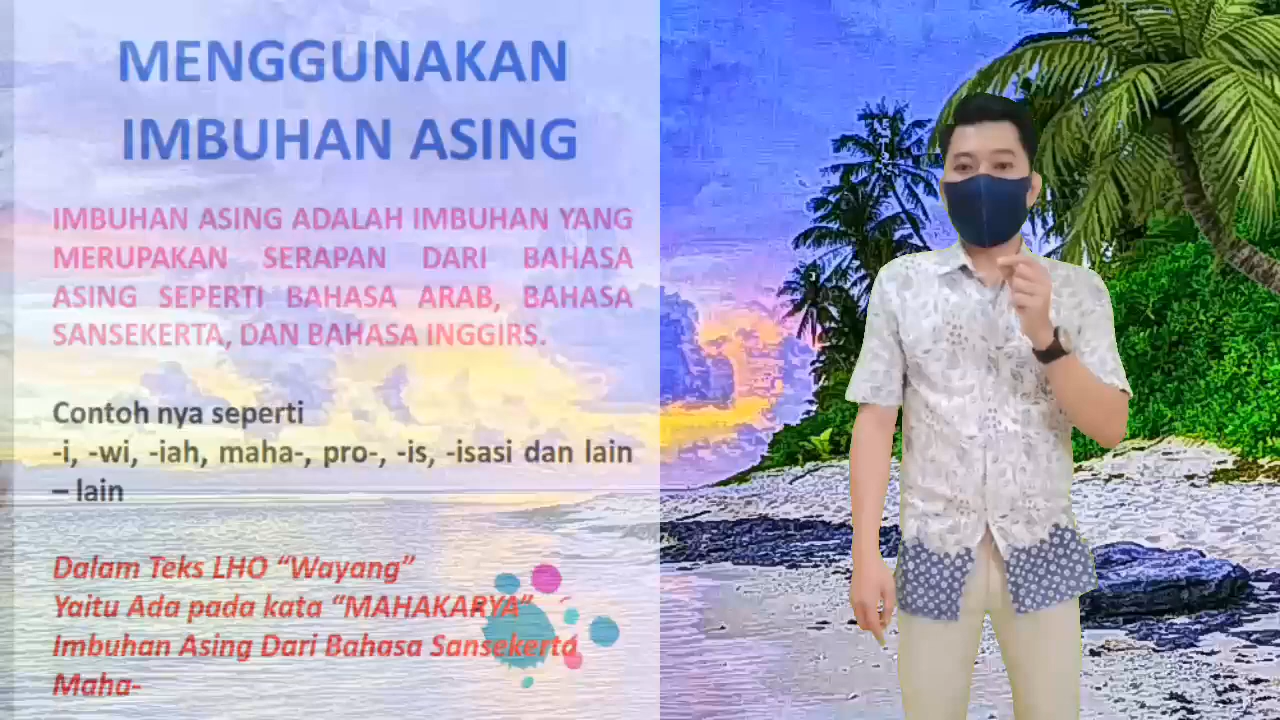 MENGGUNAKAN
IMBUHAN ASING
IMBUHAN ASING ADALAH IMBUHAN YANG
MERUPAKAN SERAPAN DARI BAHASA
ASING SEPERTI BAHASA ARAB, BAHASA
SANSEKERTA, DAN BAHASA INGGIRS.
Contoh nya seperti
-i, -wi, -iah, maha-, pro-, -is, -isasi dan lain
– lain
Dalam Teks LHO “Wayang”
Yaitu Ada pada kata “MAHAKARYA”
Imbuhan Asing Dari Bahasa Sansekerta
Maha-